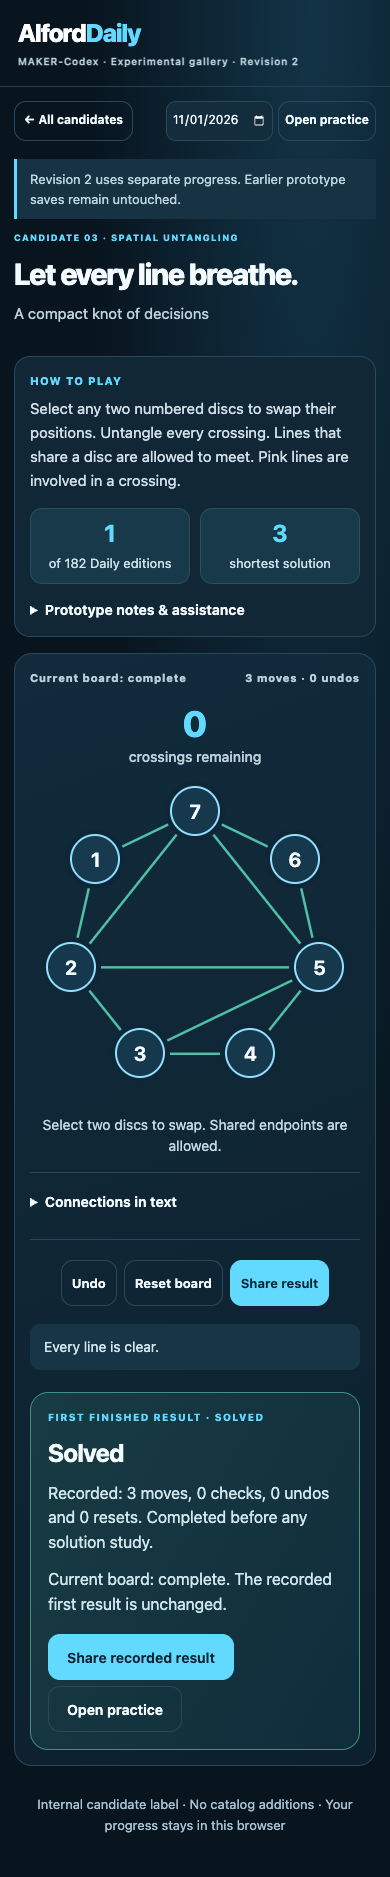 AlfordDaily
MAKER-Codex · Experimental gallery · Revision 2
← All candidates
11/01/2026
Open practice
Revision 2 uses separate progress. Earlier prototype
saves remain untouched.
CANDIDATE 03 · SPATIAL UNTANGLING
Let every line breathe.
A compact knot of decisions
HOW TO PLAY
Select any two numbered discs to swap their
positions. Untangle every crossing. Lines that
share a disc are allowed to meet. Pink lines are
involved in a crossing.
1
of 182 Daily editions
3
shortest solution
▶ Prototype notes & assistance
Current board: complete
3 moves · 0 undos
0
crossings remaining
7
1
6
2
5
3
4
Select two discs to swap. Shared endpoints are
allowed.
▶ Connections in text
Undo
Reset board
Share result
Every line is clear.
FIRST FINISHED RESULT · SOLVED
Solved
Recorded: 3 moves, 0 checks, 0 undos
and 0 resets. Completed before any
solution study.
Current board: complete. The recorded
first result is unchanged.
Share recorded result
Open practice
Internal candidate label · No catalog additions · Your
progress stays in this browser